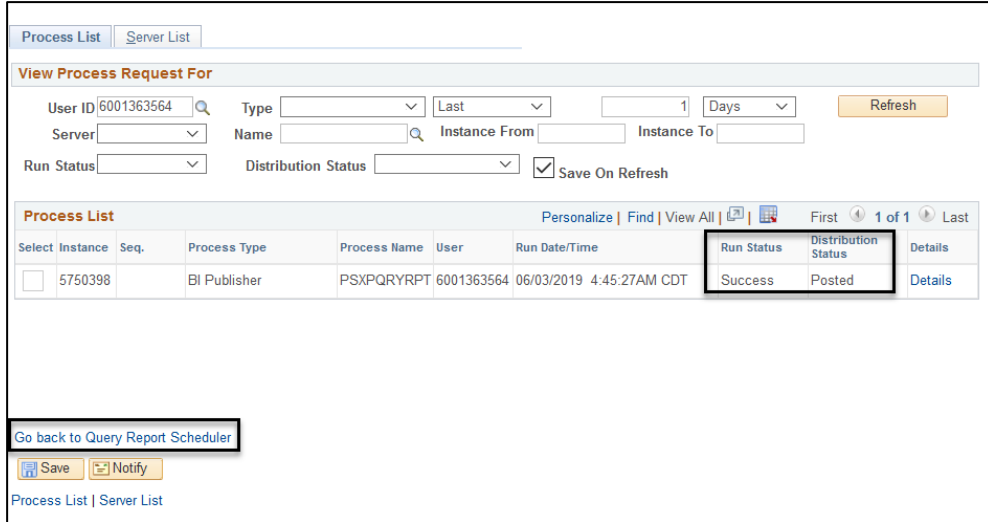 Process List Server List
View Process Request For
User ID 6001363564 Type Last 1 Days Refresh
Server Name Instance From Instance To
Run Status Distribution Status Save On Refresh
Process List Personalize | Find | View All | | First 1 of 1 Last
Select Instance Seq. Process Type Process Name User Run Date/Time Run Status Distribution Status Details
5750398 BI Publisher PSXPQRYRPT 6001363564 06/03/2019 4:45:27AM CDT Success Posted Details
Go back to Query Report Scheduler
Save Notify
Process List | Server List